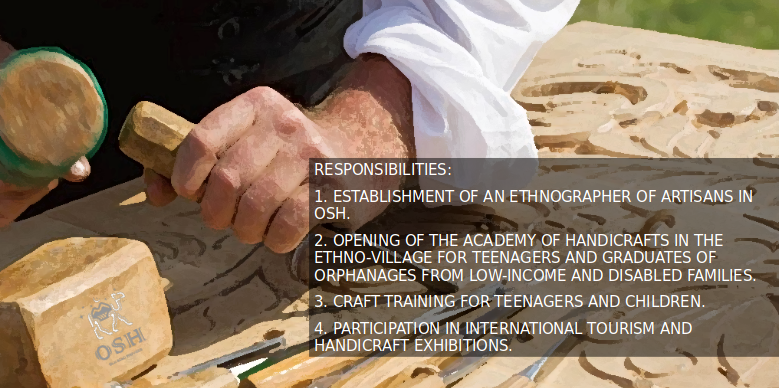 RESPONSIBILITIES:
1. ESTABLISHMENT OF AN ETHNOGRAPHER OF ARTISANS IN
OSH.
2. OPENING OF THE ACADEMY OF HANDICRAFTS IN THE
ETHNO-VILLAGE FOR TEENAGERS AND GRADUATES OF
ORPHANAGES FROM LOW-INCOME AND DISABLED FAMILIES.
3. CRAFT TRAINING FOR TEENAGERS AND CHILDREN.
4. PARTICIPATION IN INTERNATIONAL TOURISM AND
HANDICRAFT EXHIBITIONS.
OSH